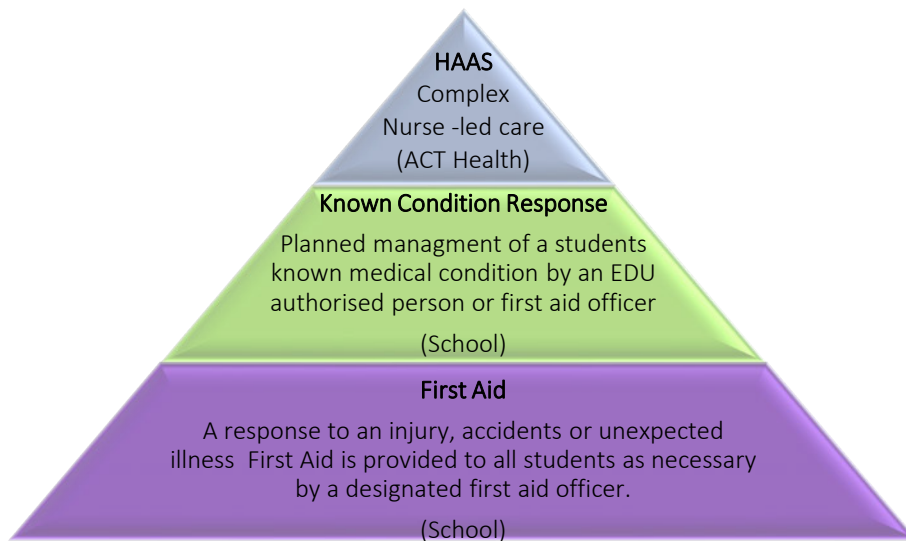 HAAS
Complex
Nurse -led care
(ACT Health)
Known Condition Response
Planned managment of a students
known medical condition by an EDU
authorised person or first aid officer
(School)
First Aid
A response to an injury, accidents or unexpected
illness  First Aid is provided to all students as necessary
by a designated first aid officer.
(School)